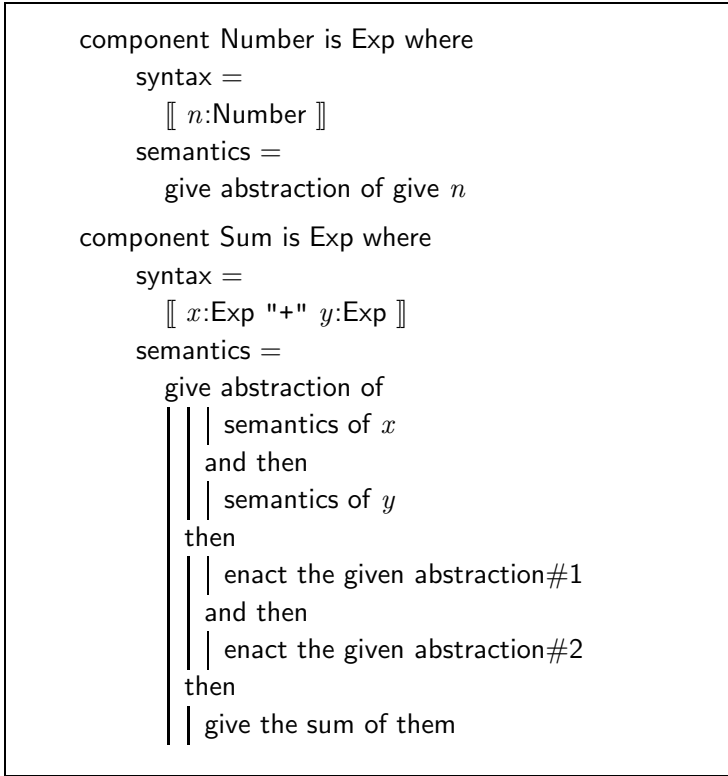 component Number is Exp where
syntax =
⟦ n:Number ⟧
semantics =
give abstraction of give n
component Sum is Exp where
syntax =
⟦ x:Exp "+" y:Exp ⟧
semantics =
give abstraction of
semantics of x
and then
semantics of y
then
enact the given abstraction#1
and then
enact the given abstraction#2
then
give the sum of them